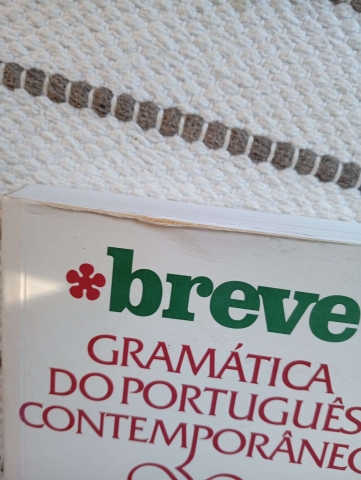 *breve
GRAMÁTICA
DO PORTUGUÊS
CONTEMPORÂNEO